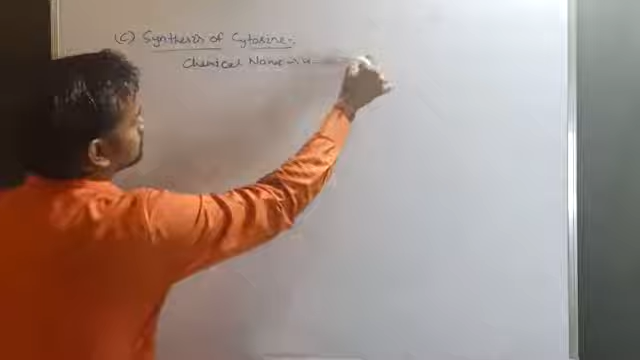 (C) Synthesis of Cytosine:-
Chemical Name →